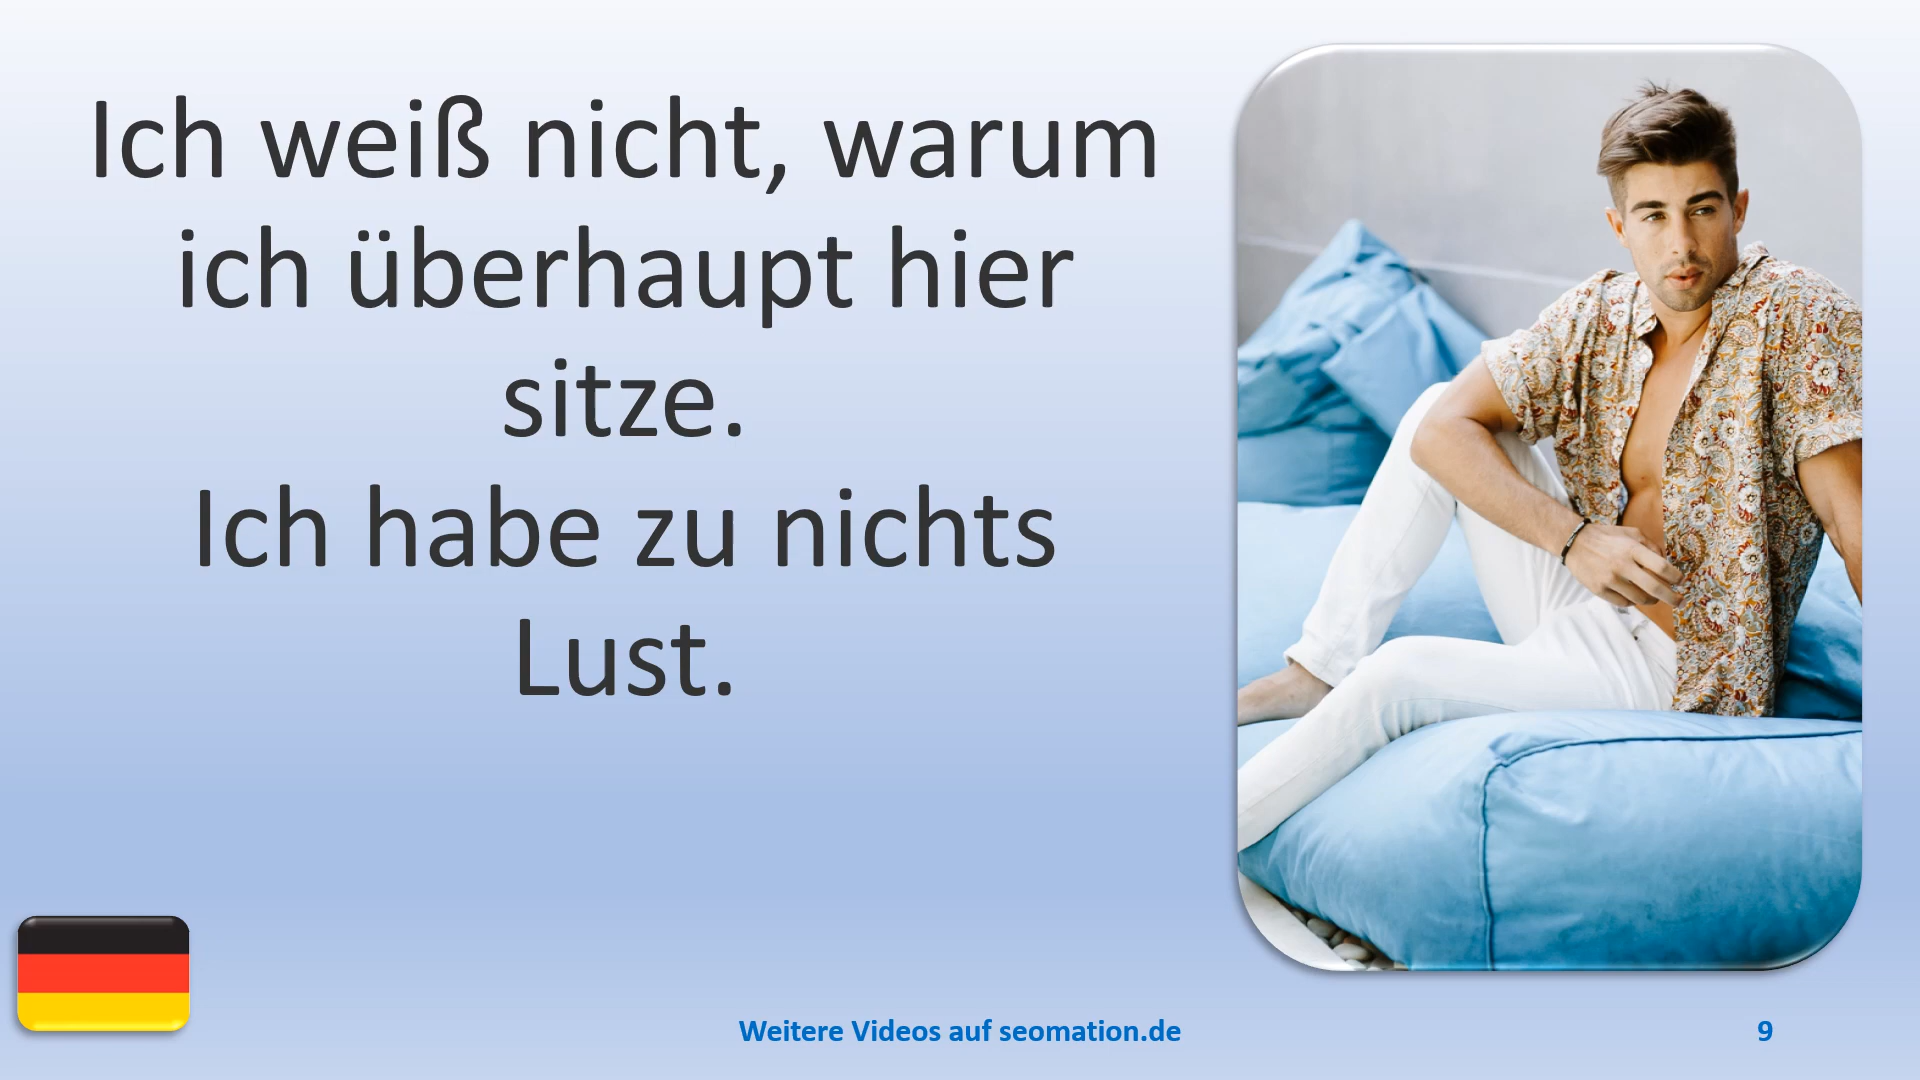 Ich weiß nicht, warum
ich überhaupt hier
sitze.
Ich habe zu nichts
Lust.
Weitere Videos auf seomation.de
9